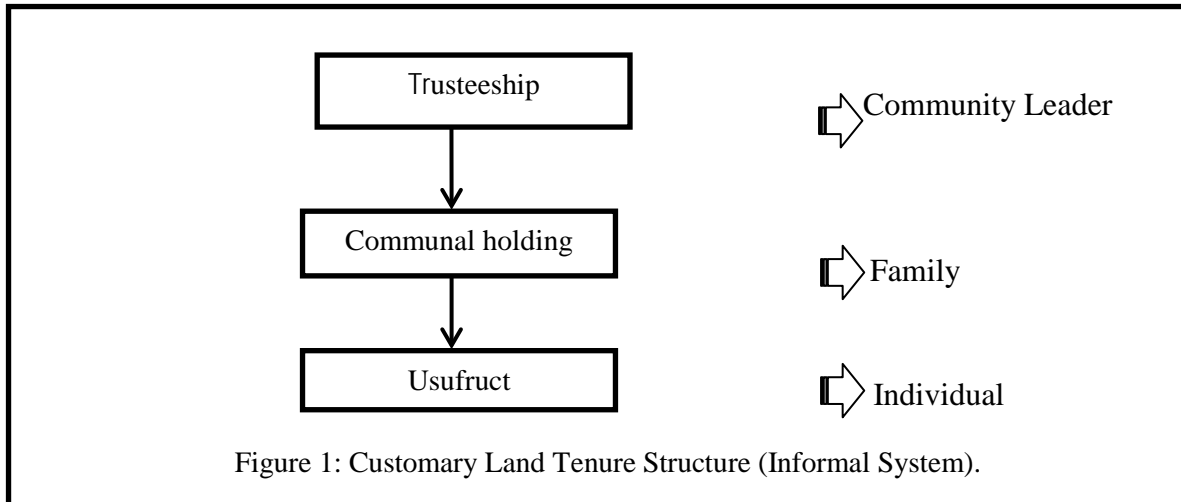 Trusteeship
Community Leader
Communal holding
Family
Usufruct
Individual
Figure 1: Customary Land Tenure Structure (Informal System).